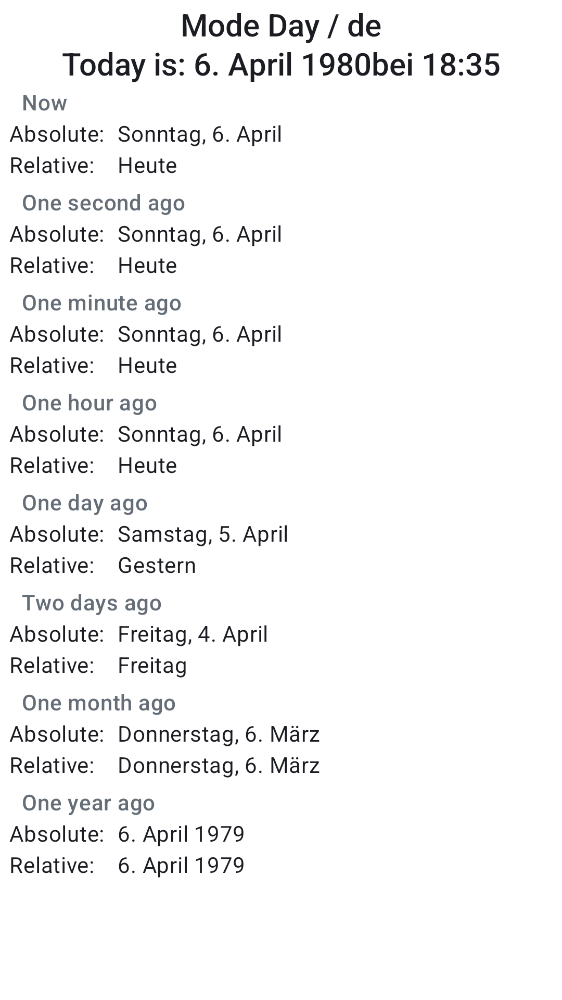 Mode Day / de
Today is: 6. April 1980bei 18:35
Now
Absolute: Sonntag, 6. April
Relative: Heute
One second ago
Absolute: Sonntag, 6. April
Relative: Heute
One minute ago
Absolute: Sonntag, 6. April
Relative: Heute
One hour ago
Absolute: Sonntag, 6. April
Relative: Heute
One day ago
Absolute: Samstag, 5. April
Relative: Gestern
Two days ago
Absolute: Freitag, 4. April
Relative: Freitag
One month ago
Absolute: Donnerstag, 6. März
Relative: Donnerstag, 6. März
One year ago
Absolute: 6. April 1979
Relative: 6. April 1979